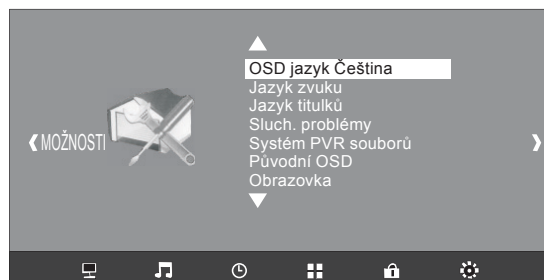 MOŽNOSTI
OSD jazyk Čeština
Jazyk zvuku
Jazyk titulků
Sluch. problémy
Systém PVR souborů
Původní OSD
Obrazovka